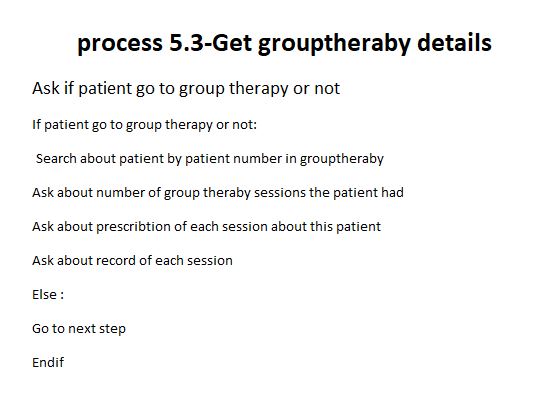 process 5.3-Get grouptheraby details
Ask if patient go to group therapy or not
If patient go to group therapy or not:
Search about patient by patient number in grouptheraby
Ask about number of group theraby sessions the patient had
Ask about prescribtion of each session about this patient
Ask about record of each session
Else :
Go to next step
Endif